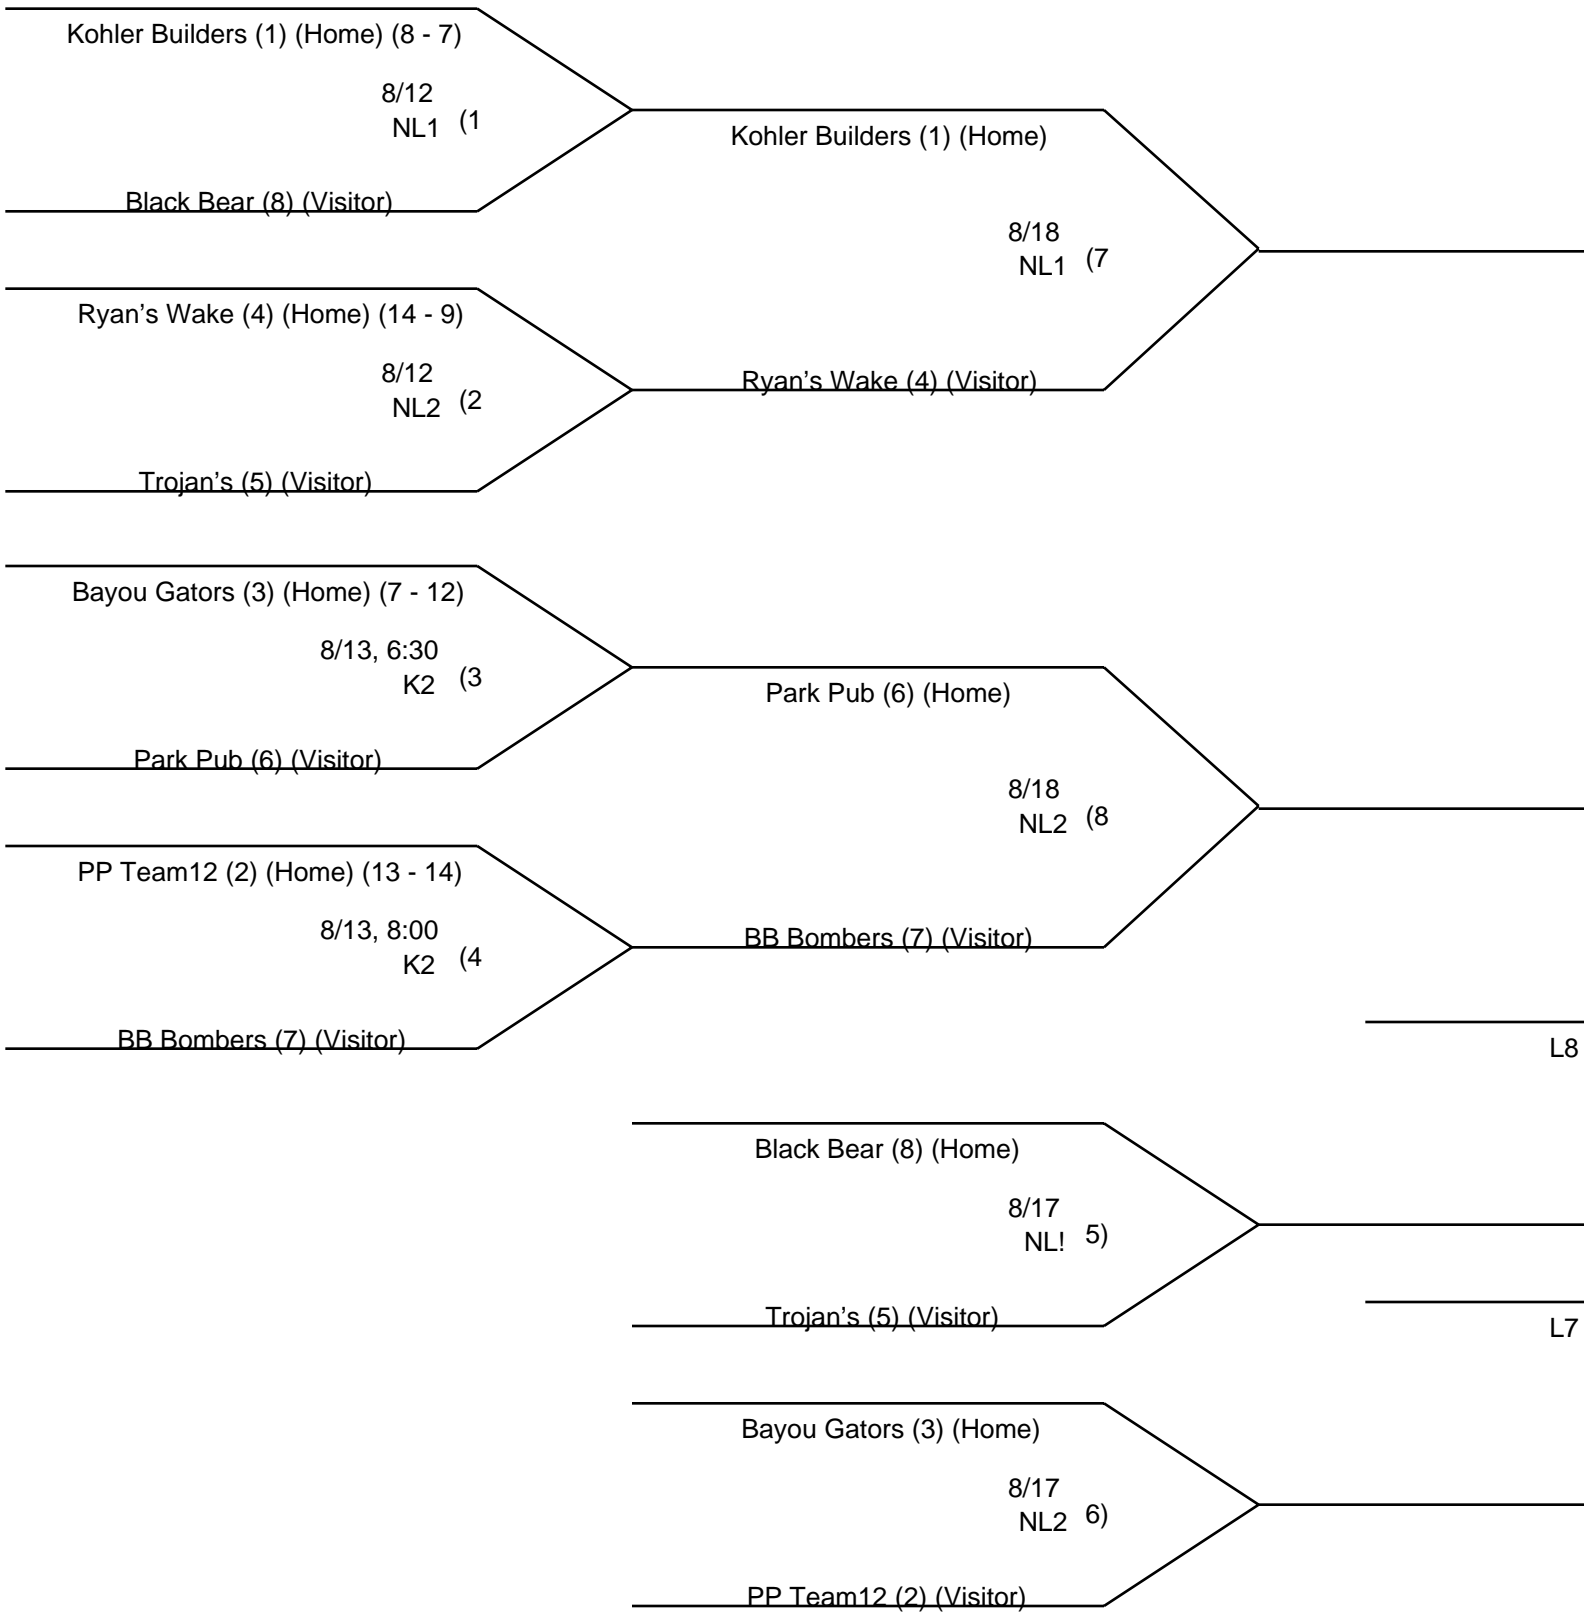 Kohler Builders (1) (Home) (8 - 7)
8/12
NL1 (1
Black Bear (8) (Visitor)
Kohler Builders (1) (Home)
8/18
NL1 (7
Ryan's Wake (4) (Home) (14 - 9)
8/12
NL2 (2
Trojan's (5) (Visitor)
Ryan's Wake (4) (Visitor)
Bayou Gators (3) (Home) (7 - 12)
8/13, 6:30
K2 (3
Park Pub (6) (Visitor)
Park Pub (6) (Home)
8/18
NL2 (8
PP Team12 (2) (Home) (13 - 14)
8/13, 8:00
K2 (4
BB Bombers (7) (Visitor)
BB Bombers (7) (Visitor)
L8
Black Bear (8) (Home)
8/17
NL! 5)
Trojan's (5) (Visitor)
L7
Bayou Gators (3) (Home)
8/17
NL2 6)
PP Team12 (2) (Visitor)